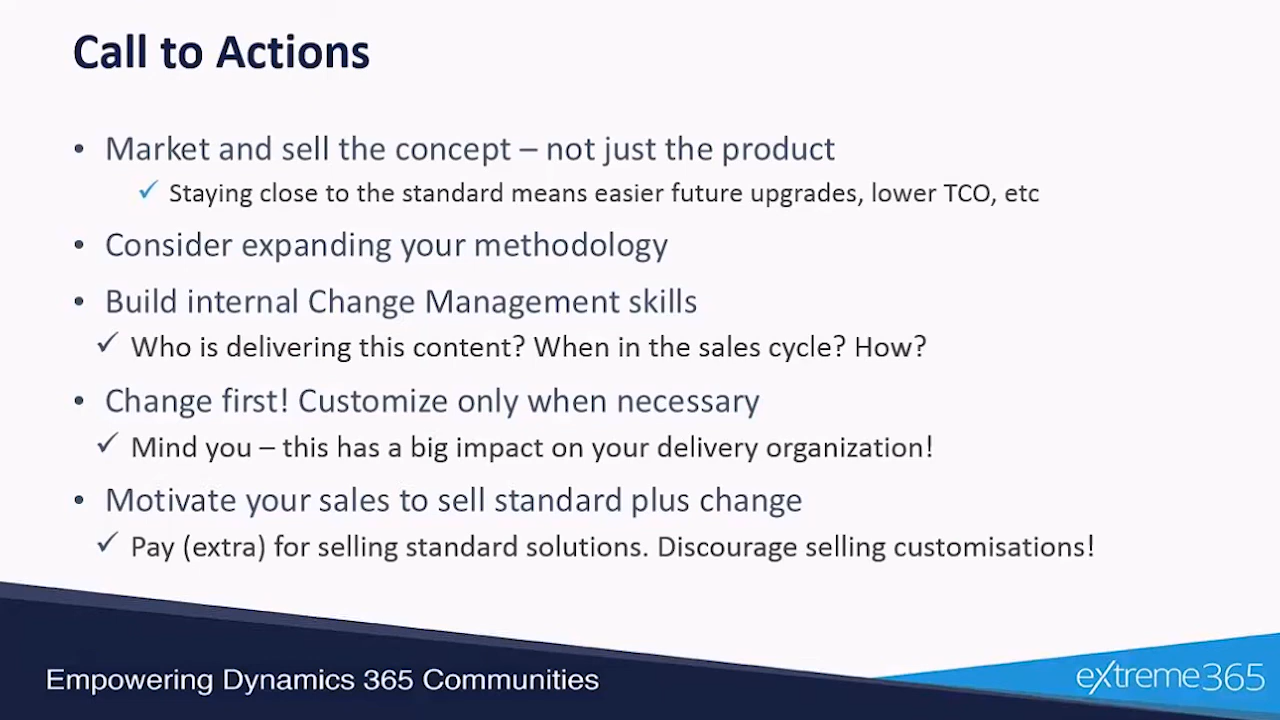 Call to Actions
• Market and sell the concept – not just the product
✓ Staying close to the standard means easier future upgrades, lower TCO, etc
• Consider expanding your methodology
• Build internal Change Management skills
✓ Who is delivering this content? When in the sales cycle? How?
• Change first! Customize only when necessary
✓ Mind you – this has a big impact on your delivery organization!
• Motivate your sales to sell standard plus change
✓ Pay (extra) for selling standard solutions. Discourage selling customisations!
Empowering Dynamics 365 Communities
eXtreme365